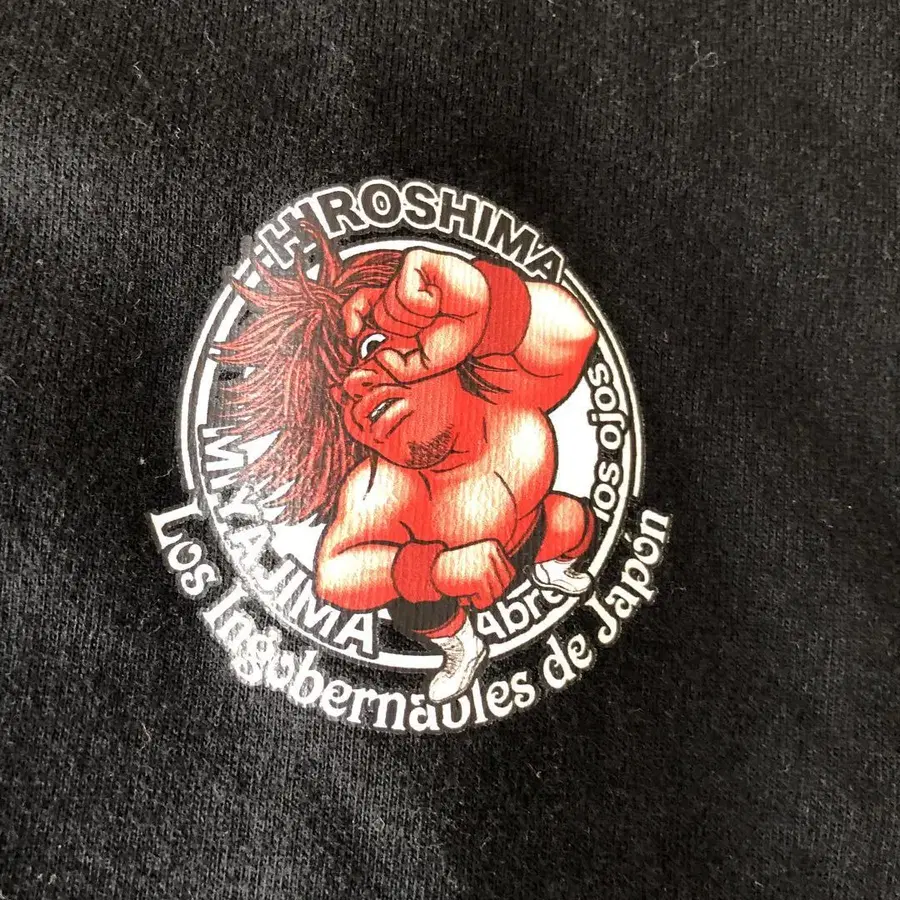 HIROSHIMA
MIYAJIMA
Abre los ojos
Los Ingobernables de Japón